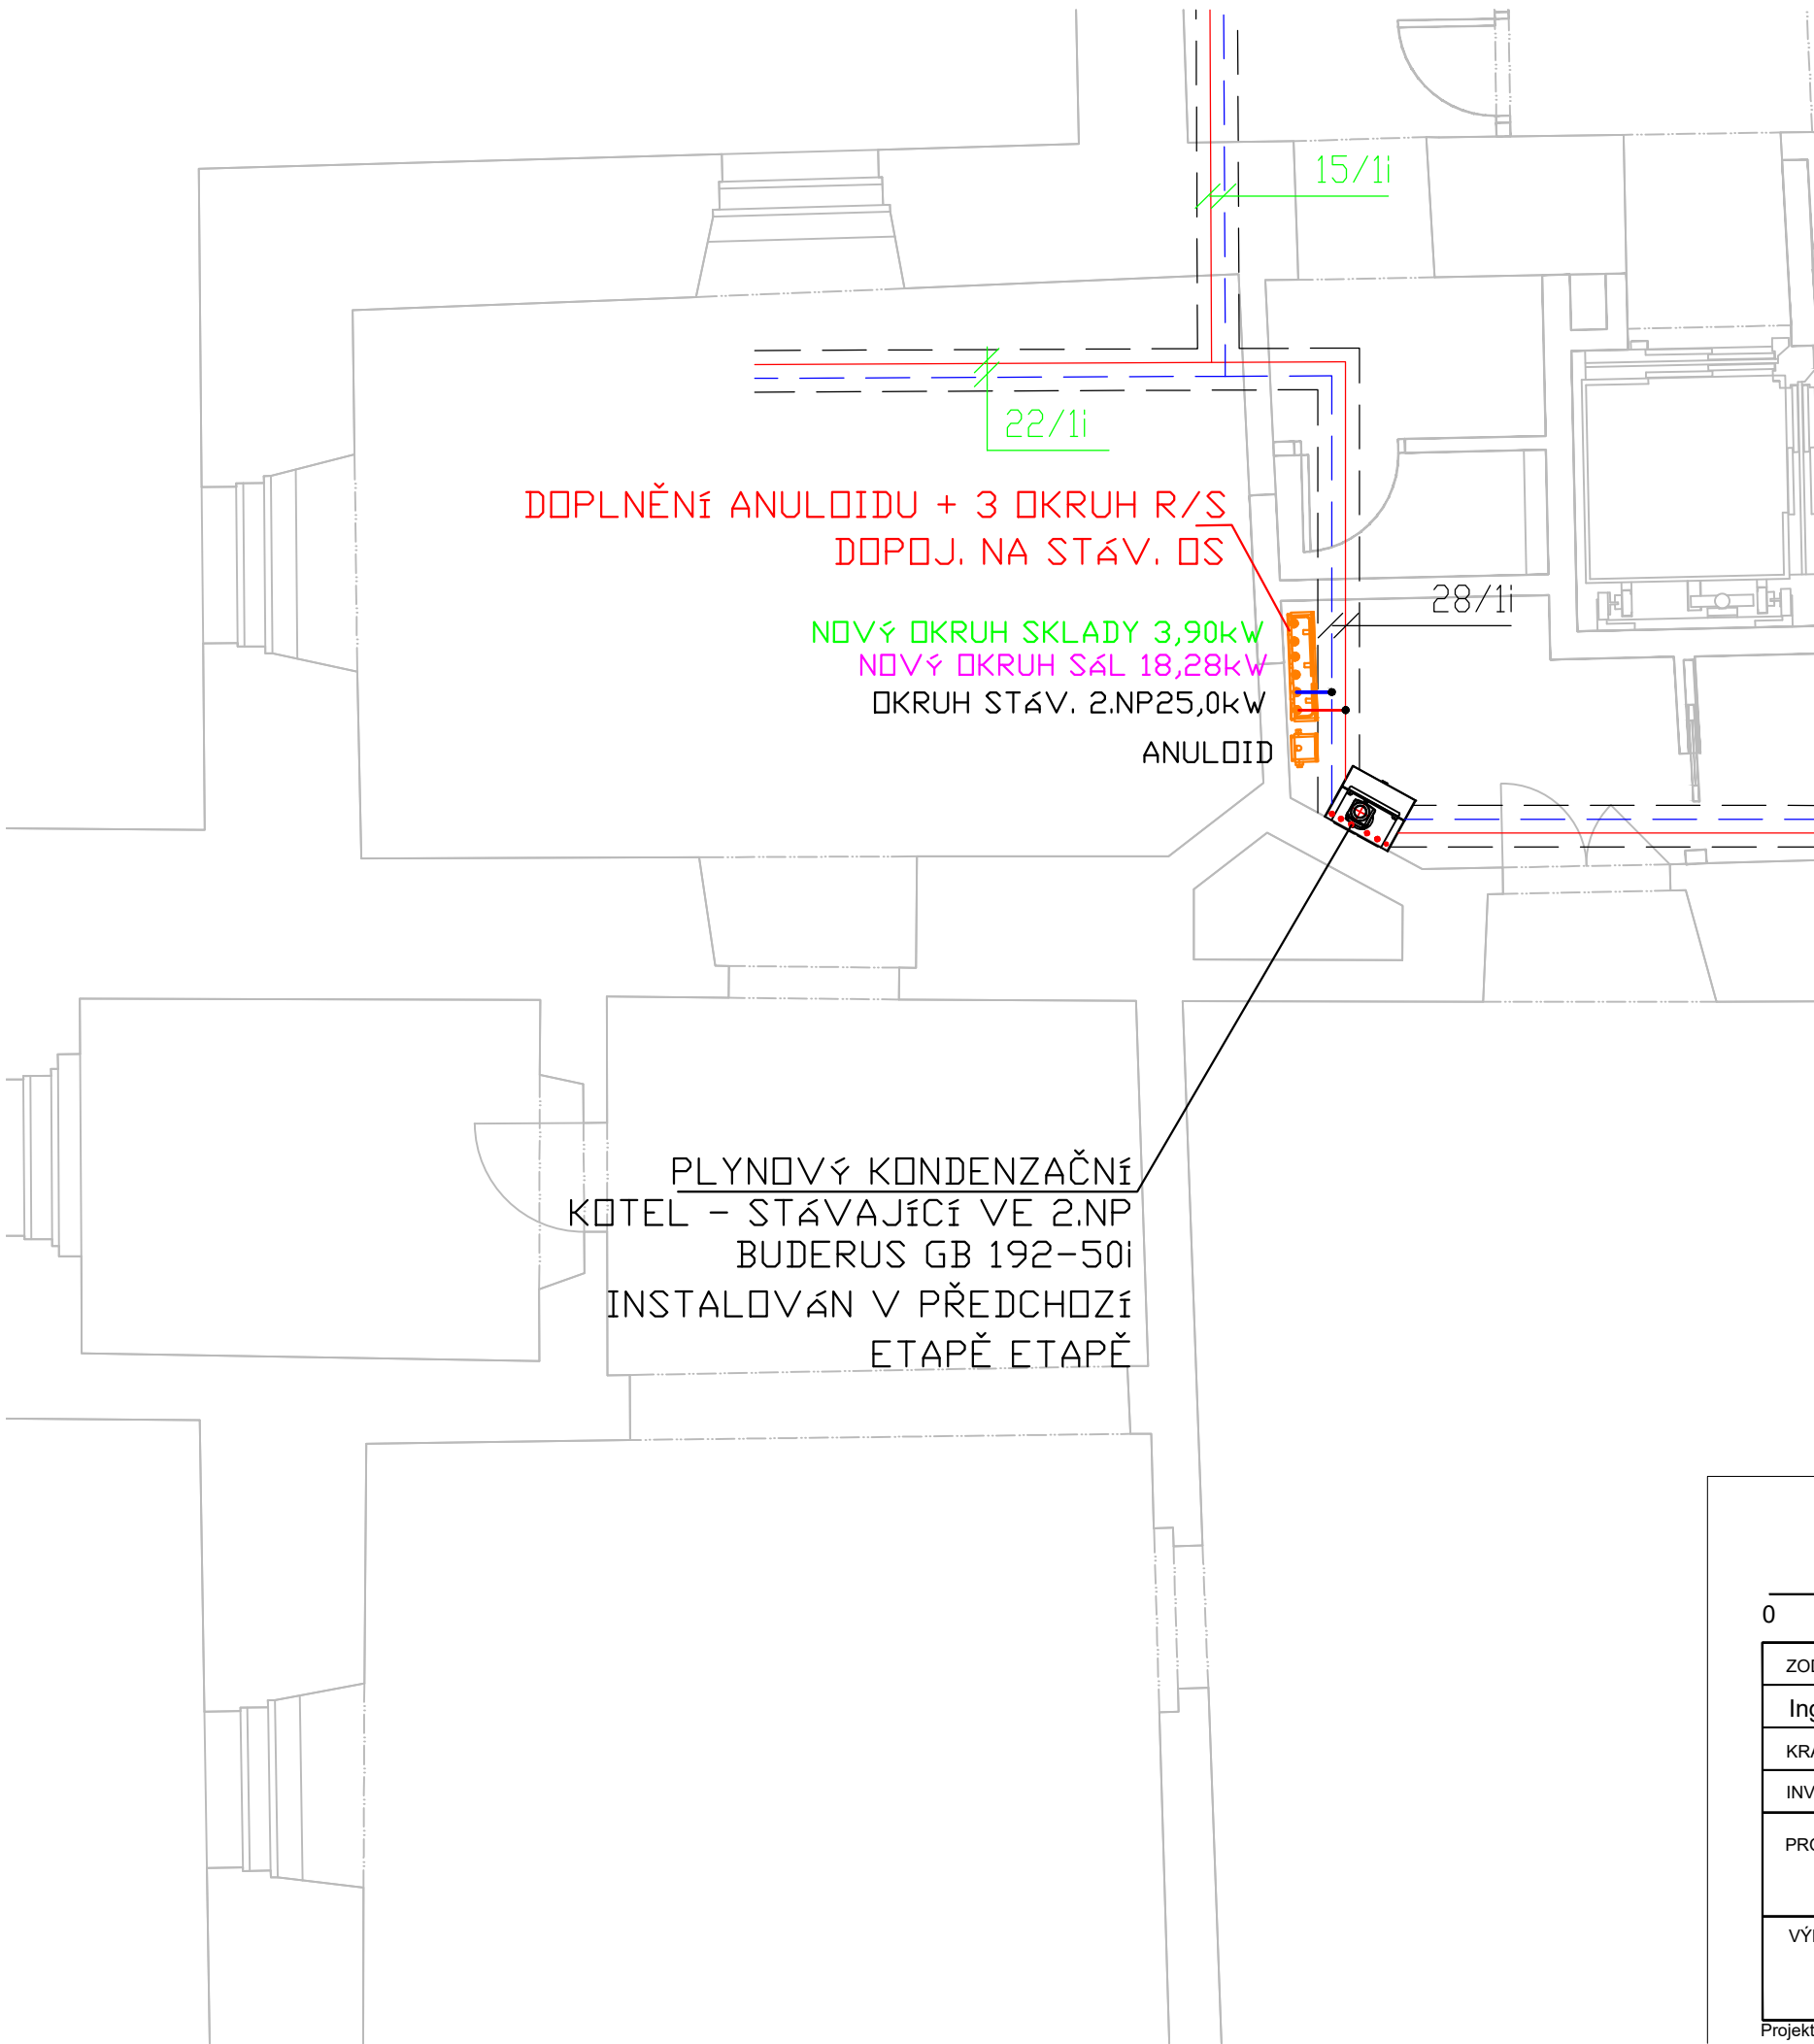 15/1i
22/1i
DOPLNĚNÍ ANULOIDU + 3 OKRUH R/S
DOPOJ. NA STÁV. OS
28/1i
NOVÝ OKRUH SKLADY 3,90kW
NOVÝ OKRUH SÁL 18,28kW
OKRUH STÁV. 2.NP25,0kW
ANULOID
PLYNOVÝ KONDENZAČNÍ
KOTEL - STÁVAJÍCÍ VE 2.NP
BUDERUS GB 192-50i
INSTALOVÁN V PŘEDCHOZÍ
ETAPĚ ETAPĚ
0
Projekt